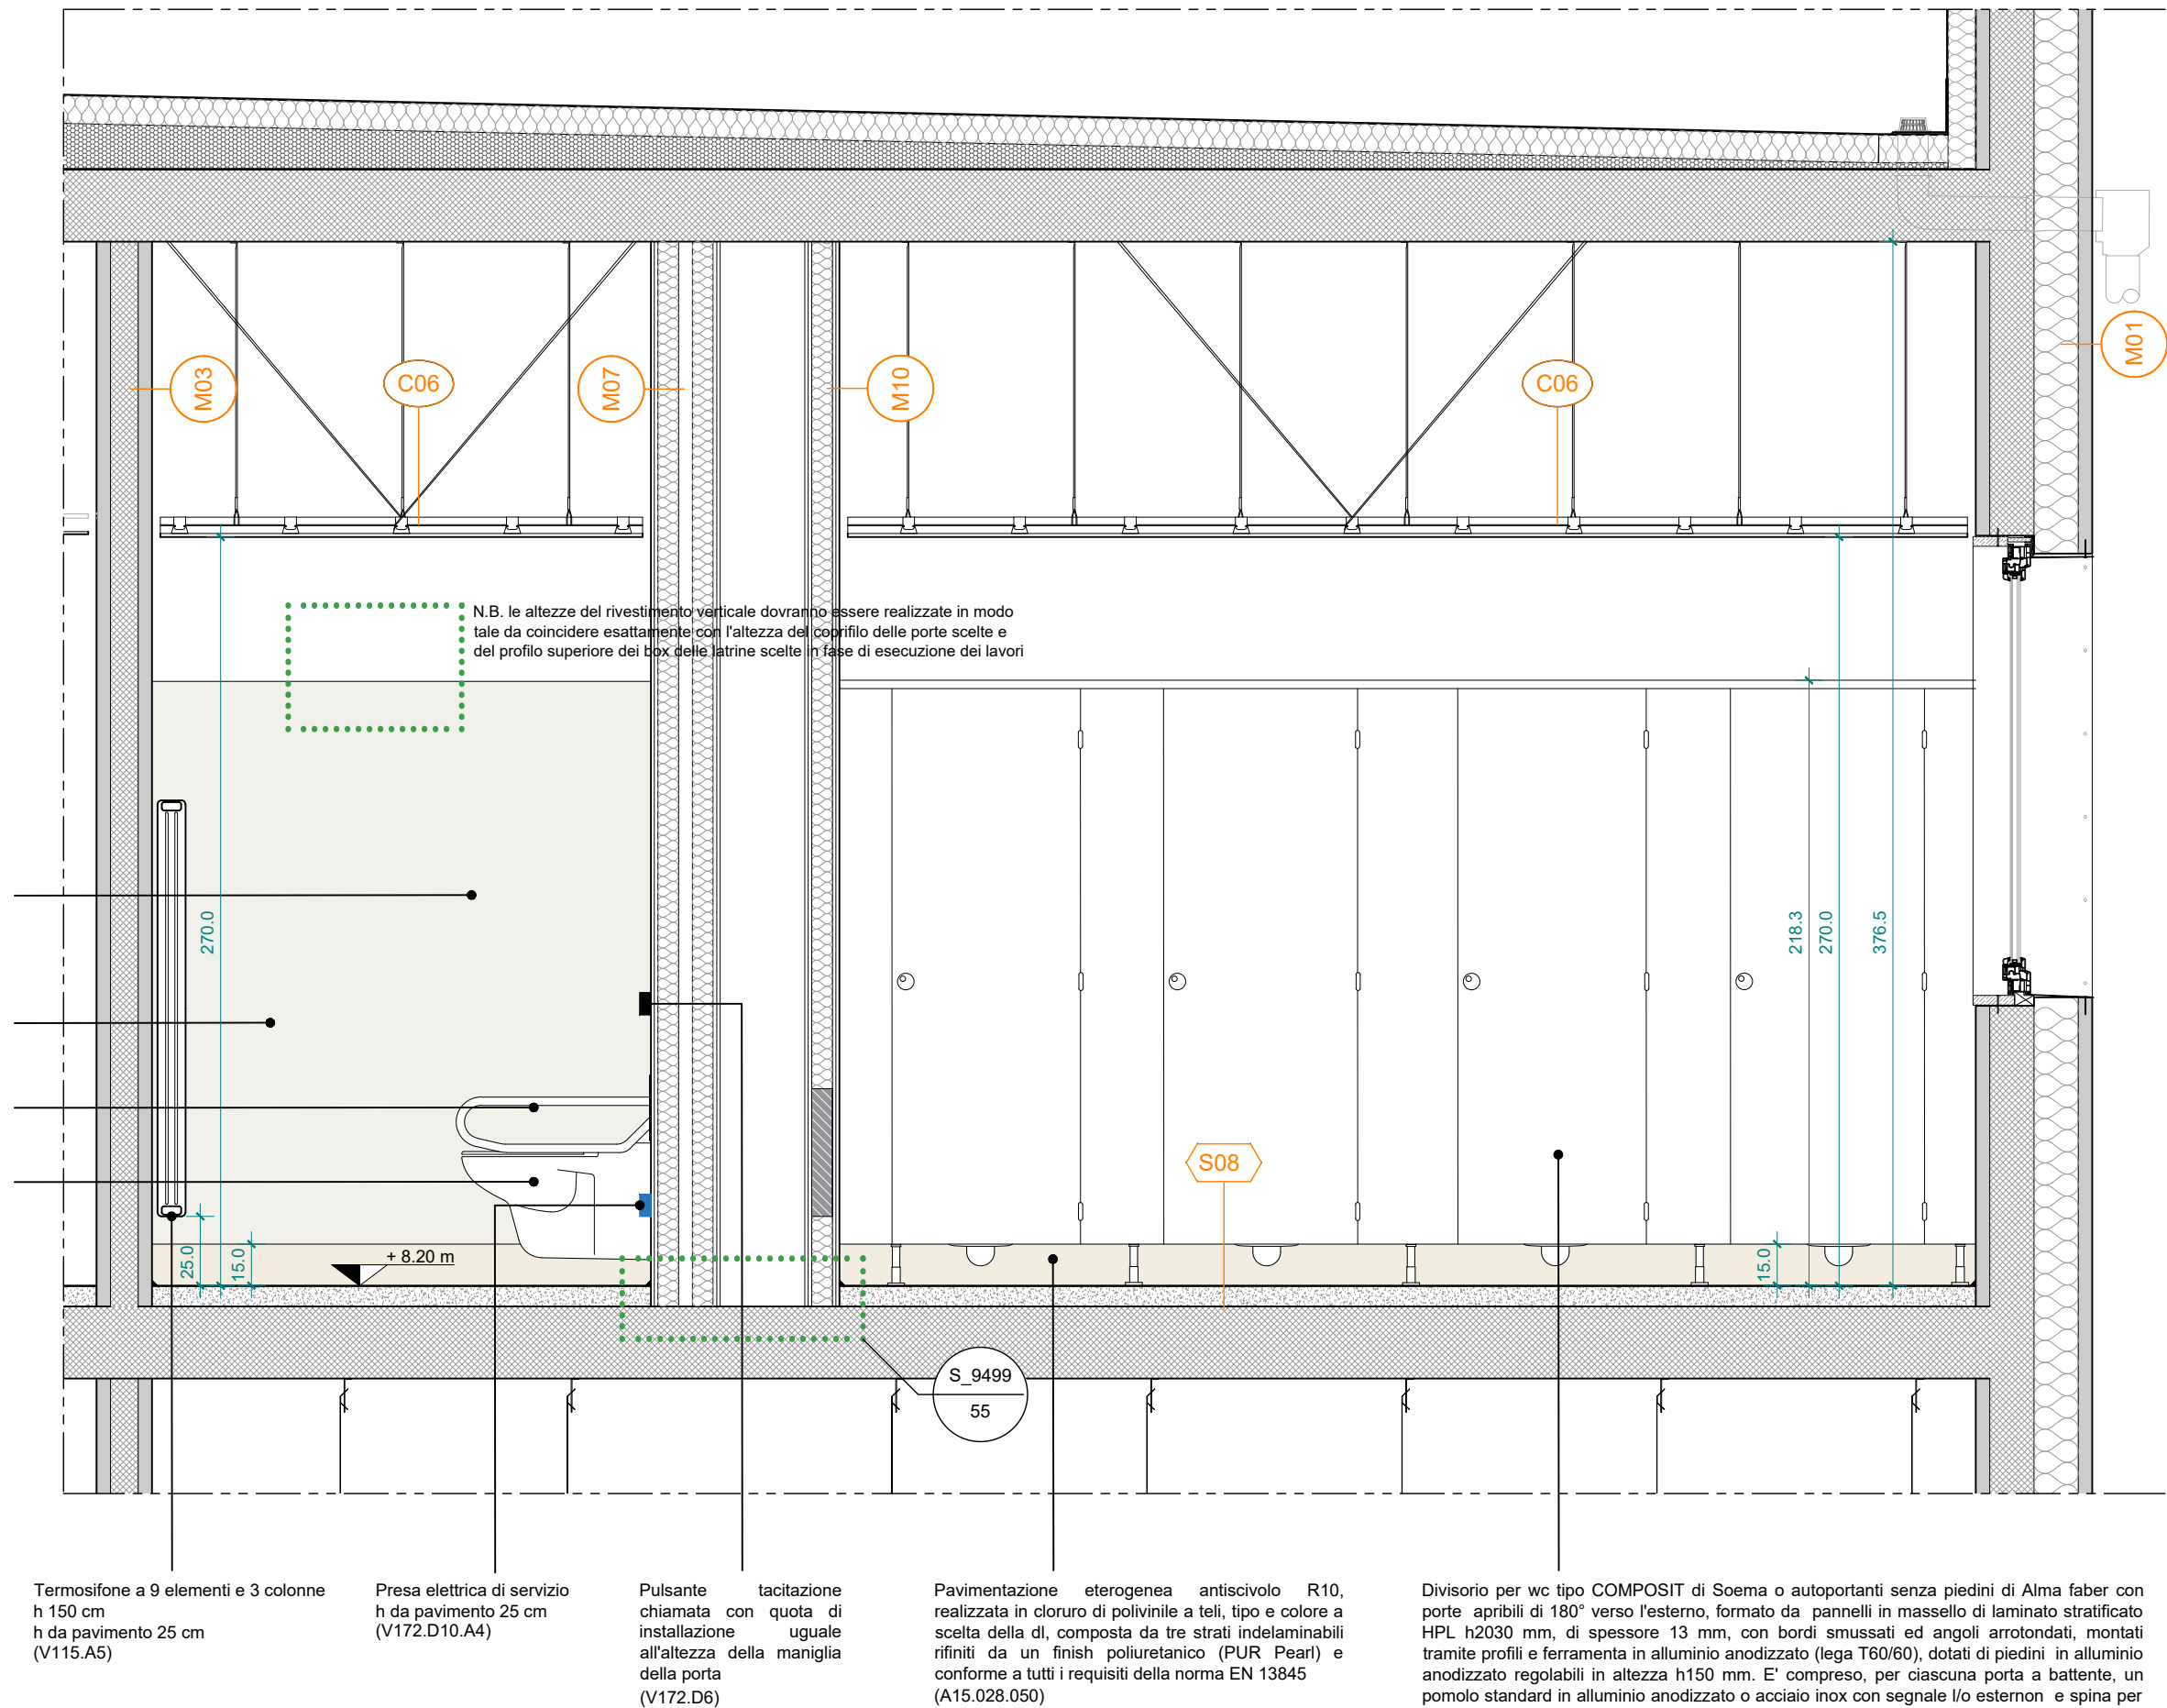 M03
C06
M07
M10
C06
M01
N.B. le altezze del rivestimento verticale dovranno essere realizzate in modo
tale da coincidere esattamente con l'altezza del coprifilo delle porte scelte e
del profilo superiore dei box delle latrine scelte in fase di esecuzione dei lavori
270.0
218.3
270.0
376.5
S08
25.0
15.0
+ 8.20 m
15.0
S_9499
55
Termosifone a 9 elementi e 3 colonne
h 150 cm
h da pavimento 25 cm
(V115.A5)
Presa elettrica di servizio
h da pavimento 25 cm
(V172.D10.A4)
Pulsante tacitazione
chiamata con quota di
installazione uguale
all'altezza della maniglia
della porta
(V172.D6)
Pavimentazione eterogenea antiscivolo R10,
realizzata in cloruro di polivinile a teli, tipo e colore a
scelta della dl, composta da tre strati indelaminabili
rifiniti da un finish poliuretanico (PUR Pearl) e
conforme a tutti i requisiti della norma EN 13845
(A15.028.050)
Divisorio per wc tipo COMPOSIT di Soema o autoportanti senza piedini di Alma faber con
porte apribili di 180° verso l'esterno, formato da pannelli in massello di laminato stratificato
HPL h2030 mm, di spessore 13 mm, con bordi smussati ed angoli arrotondati, montati
tramite profili e ferramenta in alluminio anodizzato (lega T60/60), dotati di piedini in alluminio
anodizzato regolabili in altezza h150 mm. E' compreso, per ciascuna porta a battente, un
pomolo standard in alluminio anodizzato o acciaio inox con segnale l/o esternon e spina per